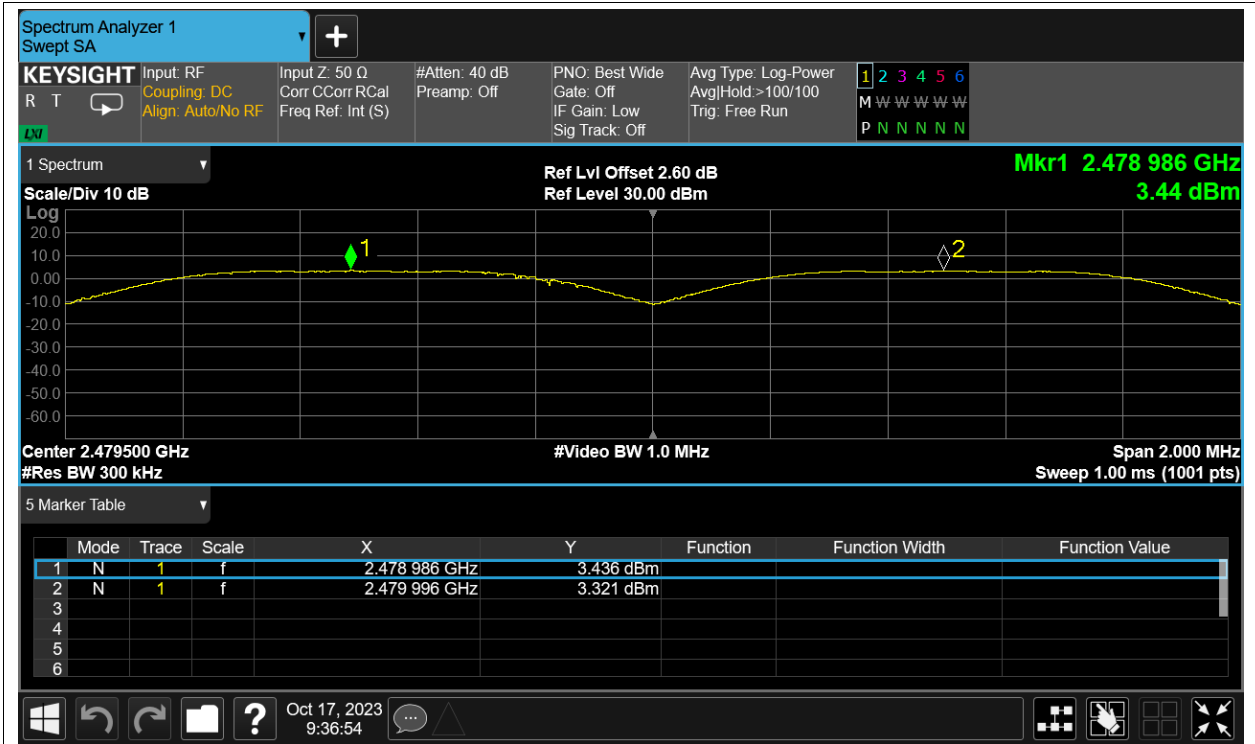 Spectrum Analyzer 1
Swept SA
+
KEYSIGHT Input: RF Input Z: 50 Ω #Atten: 40 dB PNO: Best Wide Avg Type: Log-Power 1 2 3 4 5 6
R T Coupling: DC Corr CCorr RCal Preamp: Off Gate: Off Avg|Hold:>100/100 M W W W W W
Align: Auto/No RF Freq Ref: Int (S) IF Gain: Low Trig: Free Run
LXI Sig Track: Off P N N N N N
1 Spectrum Ref Lvl Offset 2.60 dB Mkr1 2.478 986 GHz
Scale/Div 10 dB Ref Level 30.00 dBm 3.44 dBm
Log
20.0
10.0 1 2
0.00
-10.0
-20.0
-30.0
-40.0
-50.0
-60.0
Center 2.479500 GHz #Video BW 1.0 MHz Span 2.000 MHz
#Res BW 300 kHz Sweep 1.00 ms (1001 pts)
5 Marker Table
Mode Trace Scale X Y Function Function Width Function Value
1 N 1 f 2.478 986 GHz 3.436 dBm
2 N 1 f 2.479 996 GHz 3.321 dBm
3
4
5
6
? Oct 17, 2023
9:36:54